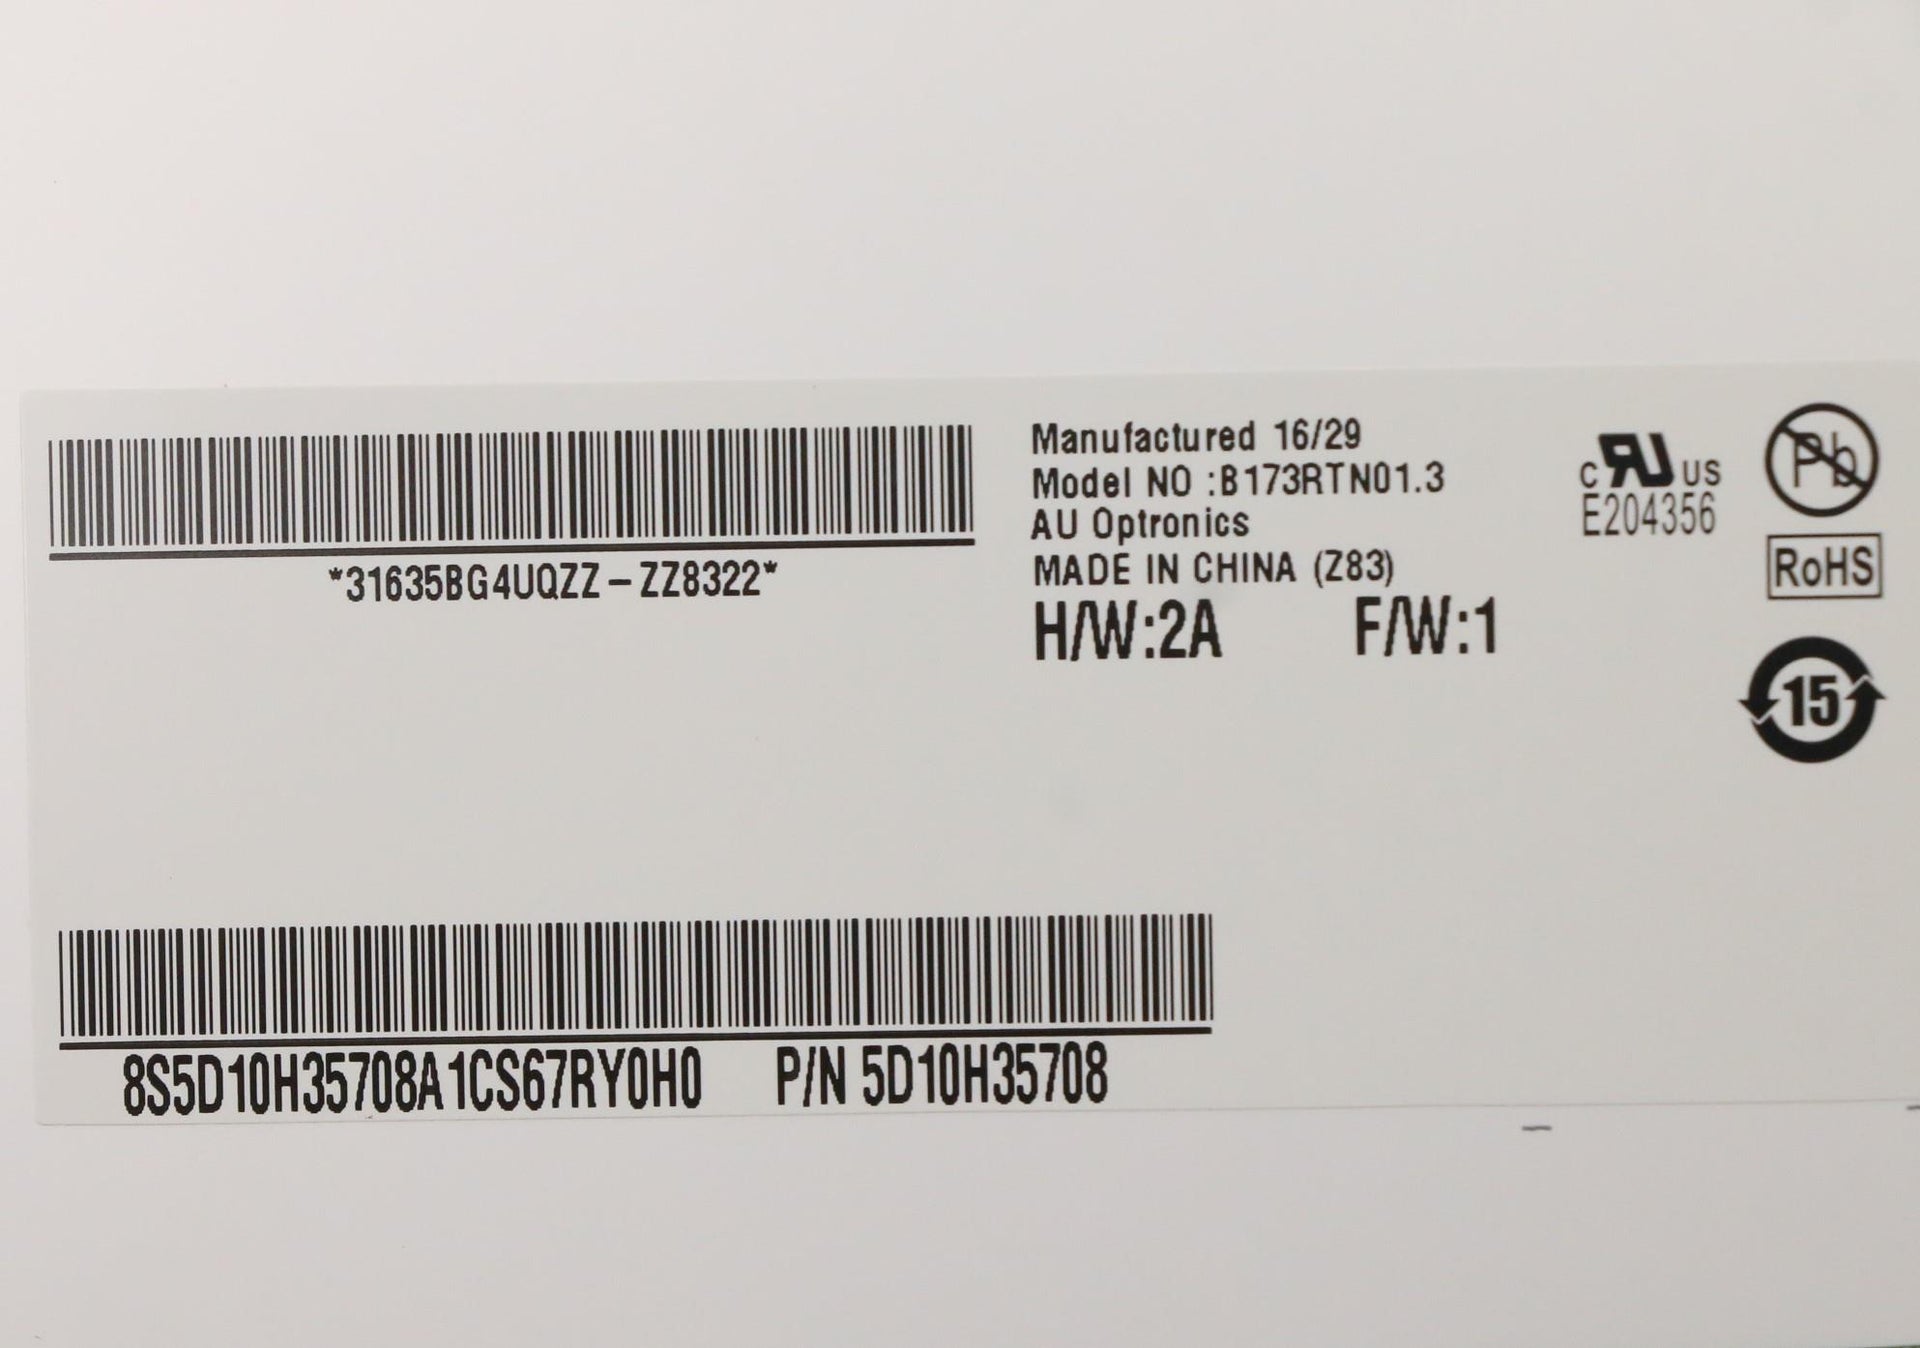 *31635BG4UQZZ-ZZ8322*
Manufactured 16/29
Model NO :B173RTN01.3
AU Optronics
MADE IN CHINA (Z83)
H/W:2A F/W:1
c RU US
E204356
Pb
RoHS
15
8S5D10H35708A1CS67RY0H0 P/N 5D10H35708